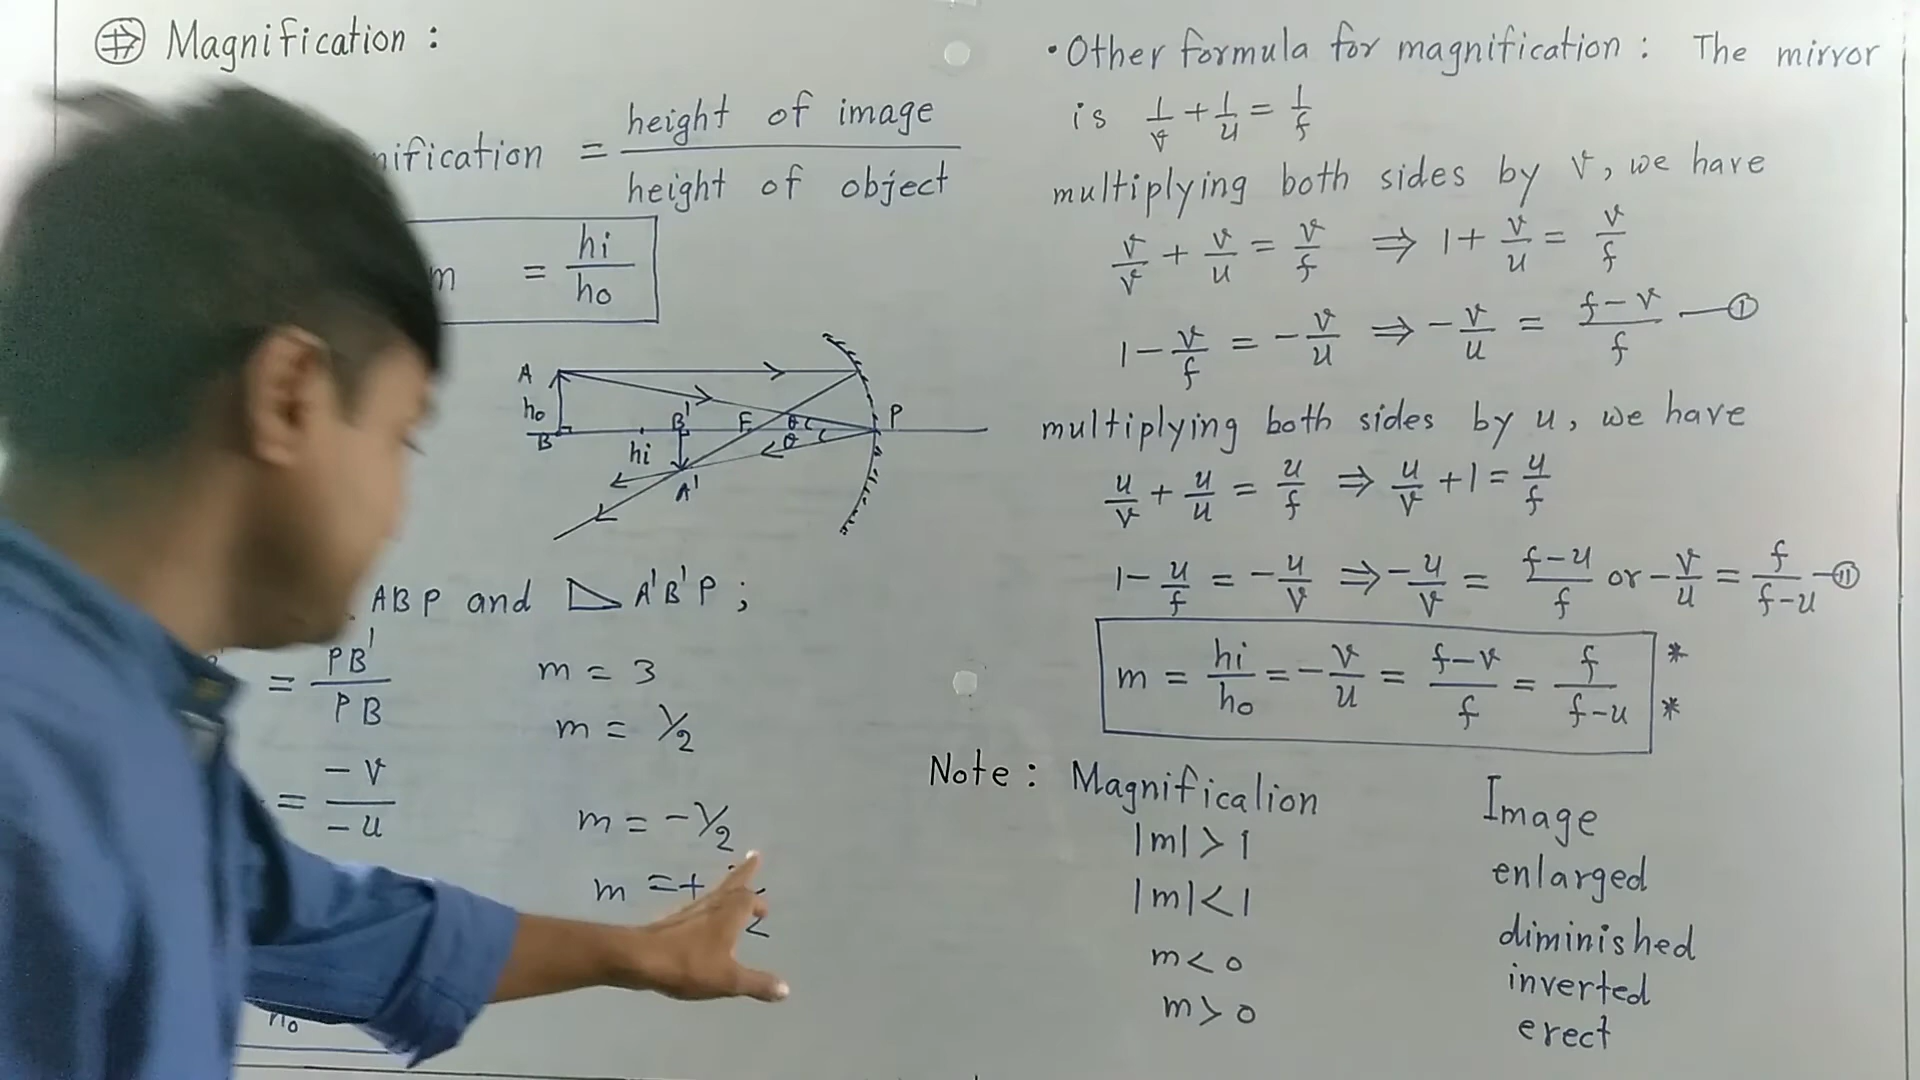 Magnification :
= height of image / height of object
m = hi/ho
A
ho
B
B'
F
θ
θ
P
hi
A'
ABP and ◺ A'B'P ;
= PB'/PB
= -v/-u
ho
m = 3
m = 1/2
m = -1/2
m = +
• Other formula for magnification : The mirror
is 1/v + 1/u = 1/f
multiplying both sides by v, we have
v/v + v/u = v/f ⇒ 1 + v/u = v/f
1 - v/f = -v/u ⇒ -v/u = (f-v)/f —Ⓘ
multiplying both sides by u, we have
u/v + u/u = u/f ⇒ u/v + 1 = u/f
1 - u/f = -u/v ⇒ -u/v = (f-u)/f or -v/u = f/(f-u) —Ⓘⓘ
m = hi/ho = -v/u = (f-v)/f = f/(f-u) * *
Note : Magnification Image
|m| > 1 enlarged
|m| < 1 diminished
m < 0 inverted
m > 0 erect